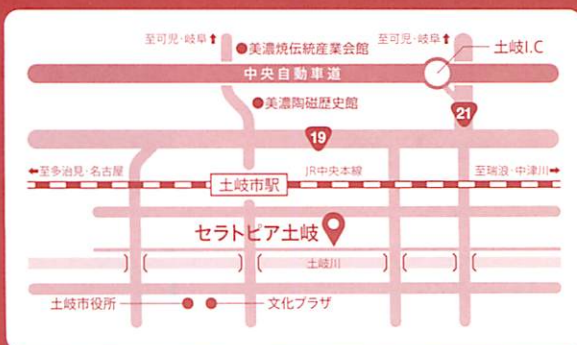 至可児・岐阜
至可児・岐阜
土岐I.C
●美濃焼伝統産業会館
中央自動車道
●美濃陶磁歴史館
21
19
←至多治見・名古屋
土岐市駅
JR中央本線
至瑞浪・中津川→
セラトピア土岐
土岐川
土岐市役所
文化プラザ